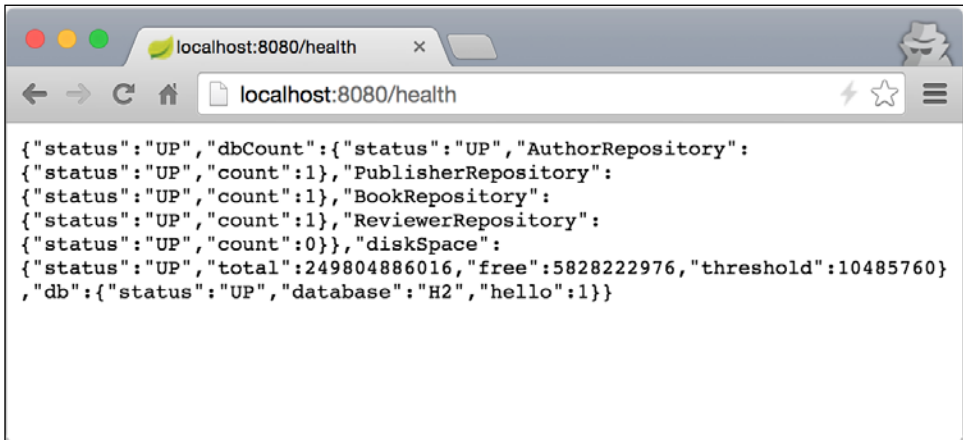 localhost:8080/health
localhost:8080/health
{"status":"UP","dbCount":{"status":"UP","AuthorRepository":
{"status":"UP","count":1},"PublisherRepository":
{"status":"UP","count":1},"BookRepository":
{"status":"UP","count":1},"ReviewerRepository":
{"status":"UP","count":0}},"diskSpace":
{"status":"UP","total":249804886016,"free":5828222976,"threshold":10485760}
,"db":{"status":"UP","database":"H2","hello":1}}